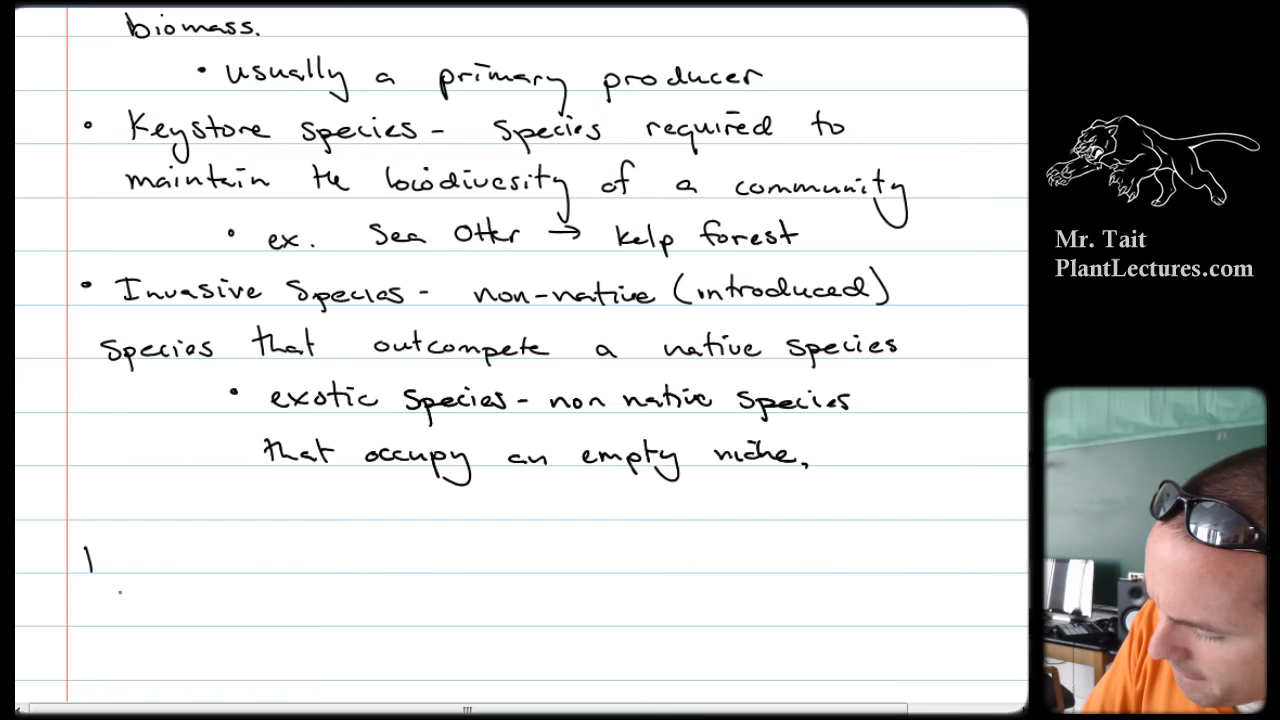 biomass.
• usually a primary producer
• Keystore species - species required to
maintain the biodivesity of a community
• ex. Sea Otter → kelp forest
• Invasive Species - non-native (introduced)
species that outcompete a native species
• exotic species - non native species
that occupy an empty niche,
Mr. Tait
PlantLectures.com